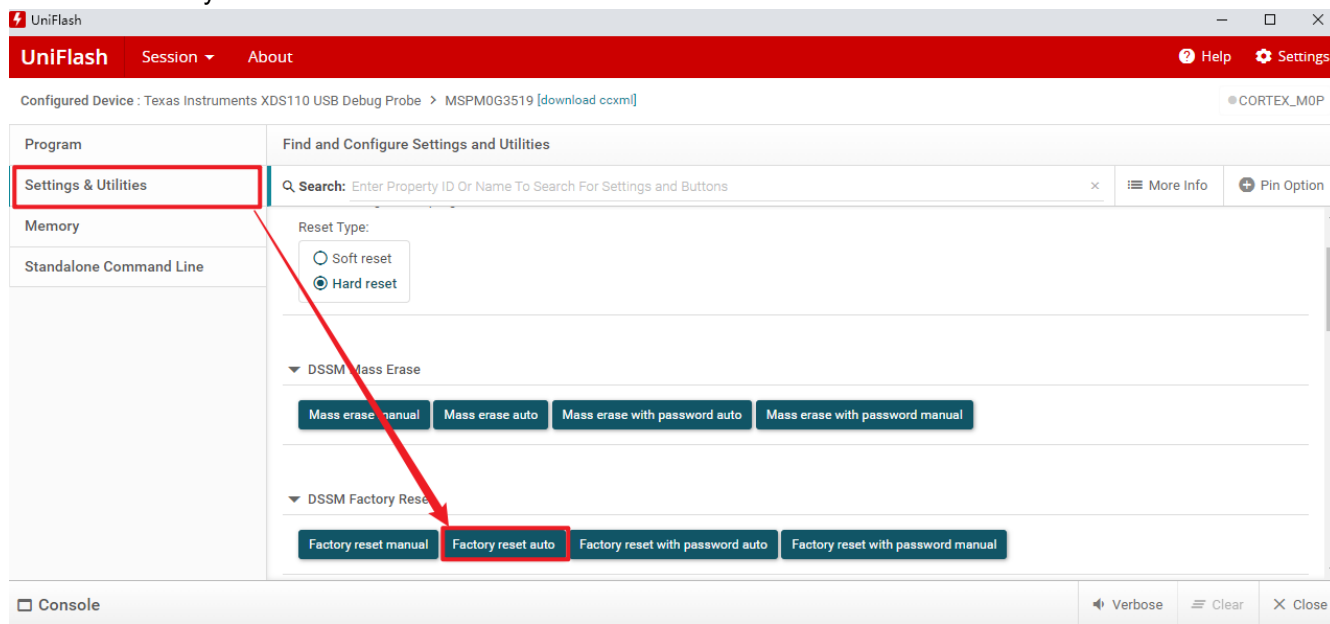 UniFlash
UniFlash Session About Help Settings
Configured Device : Texas Instruments XDS110 USB Debug Probe > MSPM0G3519 [download ccxml] CORTEX_M0P
Program
Find and Configure Settings and Utilities
Settings & Utilities
Search: Enter Property ID Or Name To Search For Settings and Buttons × More Info Pin Option
Memory
Reset Type:
Standalone Command Line
Soft reset
Hard reset
DSSM Mass Erase
Mass erase manual Mass erase auto Mass erase with password auto Mass erase with password manual
DSSM Factory Reset
Factory reset manual Factory reset auto Factory reset with password auto Factory reset with password manual
Console Verbose Clear Close